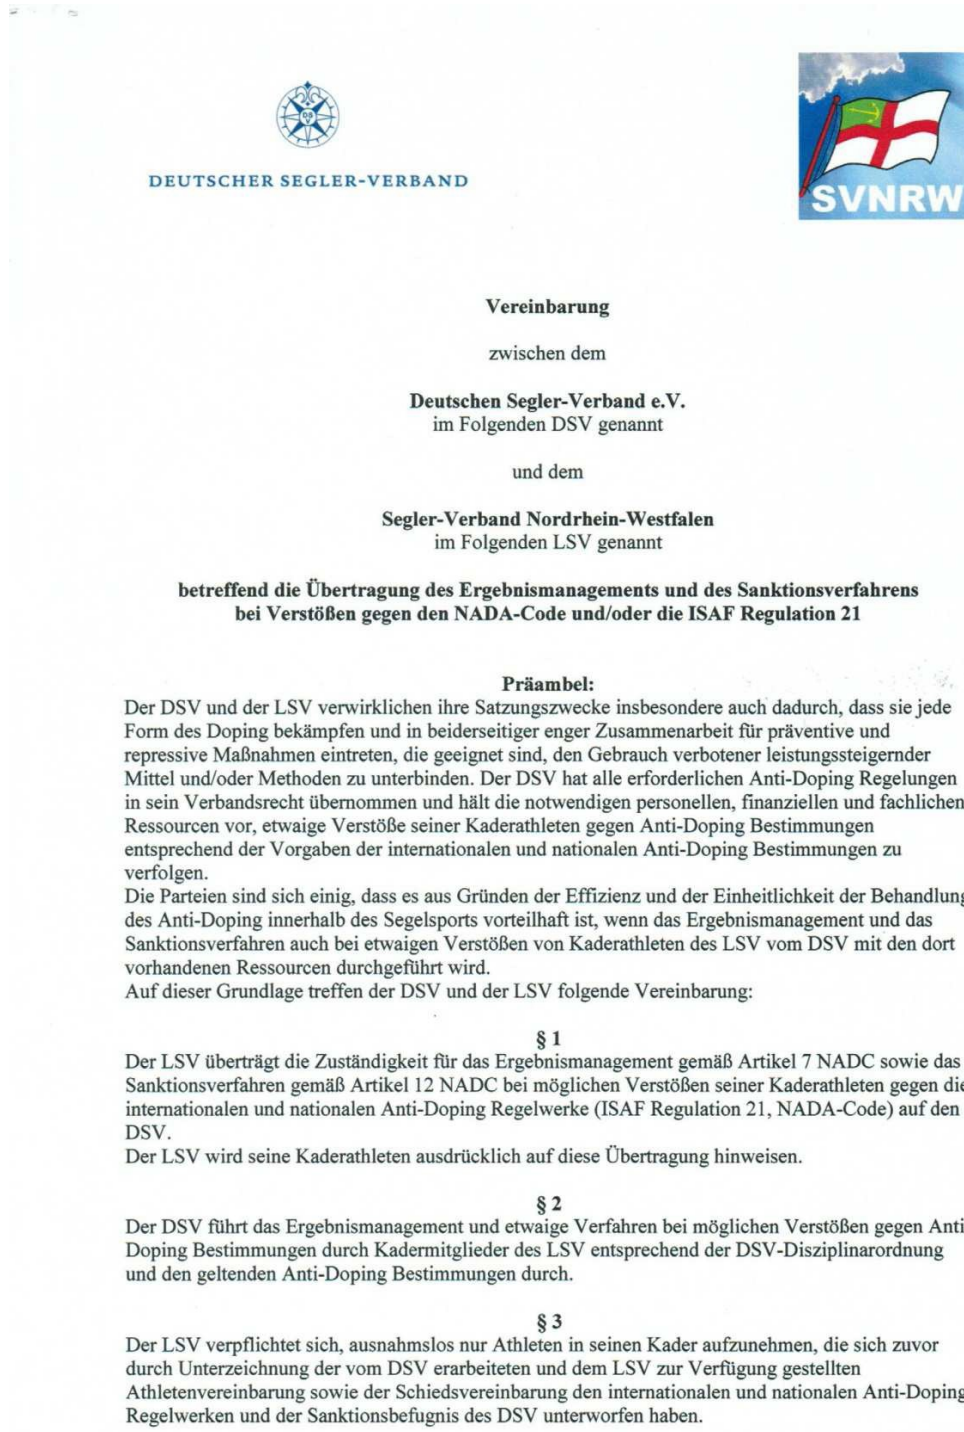 DEUTSCHER SEGLER-VERBAND
SVNRW
Vereinbarung
zwischen dem
Deutschen Segler-Verband e.V.
im Folgenden DSV genannt
und dem
Segler-Verband Nordrhein-Westfalen
im Folgenden LSV genannt
betreffend die Übertragung des Ergebnismanagements und des Sanktionsverfahrens
bei Verstößen gegen den NADA-Code und/oder die ISAF Regulation 21
Präambel:
Der DSV und der LSV verwirklichen ihre Satzungszwecke insbesondere auch dadurch, dass sie jede
Form des Doping bekämpfen und in beiderseitiger enger Zusammenarbeit für präventive und
repressive Maßnahmen eintreten, die geeignet sind, den Gebrauch verbotener leistungssteigernder
Mittel und/oder Methoden zu unterbinden. Der DSV hat alle erforderlichen Anti-Doping Regelungen
in sein Verbandsrecht übernommen und hält die notwendigen personellen, finanziellen und fachlichen
Ressourcen vor, etwaige Verstöße seiner Kaderathleten gegen Anti-Doping Bestimmungen
entsprechend der Vorgaben der internationalen und nationalen Anti-Doping Bestimmungen zu
verfolgen.
Die Parteien sind sich einig, dass es aus Gründen der Effizienz und der Einheitlichkeit der Behandlung
des Anti-Doping innerhalb des Segelsports vorteilhaft ist, wenn das Ergebnismanagement und das
Sanktionsverfahren auch bei etwaigen Verstößen von Kaderathleten des LSV vom DSV mit den dort
vorhandenen Ressourcen durchgeführt wird.
Auf dieser Grundlage treffen der DSV und der LSV folgende Vereinbarung:
§ 1
Der LSV überträgt die Zuständigkeit für das Ergebnismanagement gemäß Artikel 7 NADC sowie das
Sanktionsverfahren gemäß Artikel 12 NADC bei möglichen Verstößen seiner Kaderathleten gegen die
internationalen und nationalen Anti-Doping Regelwerke (ISAF Regulation 21, NADA-Code) auf den
DSV.
Der LSV wird seine Kaderathleten ausdrücklich auf diese Übertragung hinweisen.
§ 2
Der DSV führt das Ergebnismanagement und etwaige Verfahren bei möglichen Verstößen gegen Anti
Doping Bestimmungen durch Kadermitglieder des LSV entsprechend der DSV-Disziplinarordnung
und den geltenden Anti-Doping Bestimmungen durch.
§ 3
Der LSV verpflichtet sich, ausnahmslos nur Athleten in seinen Kader aufzunehmen, die sich zuvor
durch Unterzeichnung der vom DSV erarbeiteten und dem LSV zur Verfügung gestellten
Athletenvereinbarung sowie der Schiedsvereinbarung den internationalen und nationalen Anti-Doping
Regelwerken und der Sanktionsbefugnis des DSV unterworfen haben.